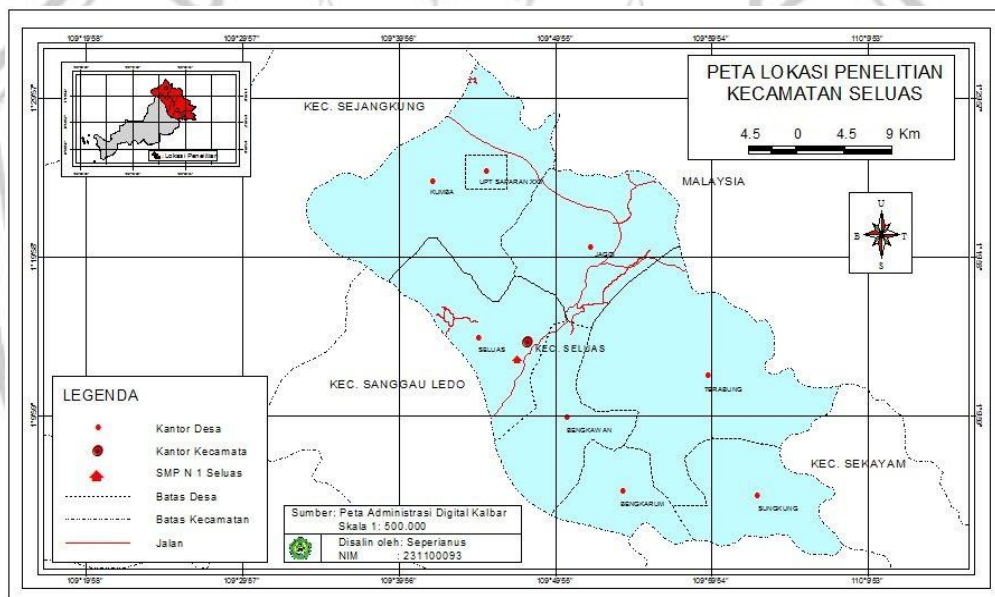 109°19'58"
109°29'57"
109°39'56"
109°49'55"
109°59'54"
110°9'53"
PETA LOKASI PENELITIAN
KECAMATAN SELUAS
4.5 0 4.5 9 Km
Lokasi Penelitian
KEC. SEJANGKUNG
MALAYSIA
KUMBA
JAGOI
U
B T
S
SELUAS
KEC. SELUAS
KEC. SANGGAU LEDO
TERABUNG
BENGKAWAN
KEC. SEKAYAM
BENGKARUM
SUNGKUNG
LEGENDA
Kantor Desa
Kantor Kecamata
SMP N 1 Seluas
Batas Desa
Batas Kecamatan
Jalan
Sumber: Peta Administrasi Digital Kalbar
Skala 1: 500.000
Disalin oleh: Seperianus
NIM : 231100093
109°19'58"
109°29'57"
109°39'56"
109°49'55"
109°59'54"
110°9'53"